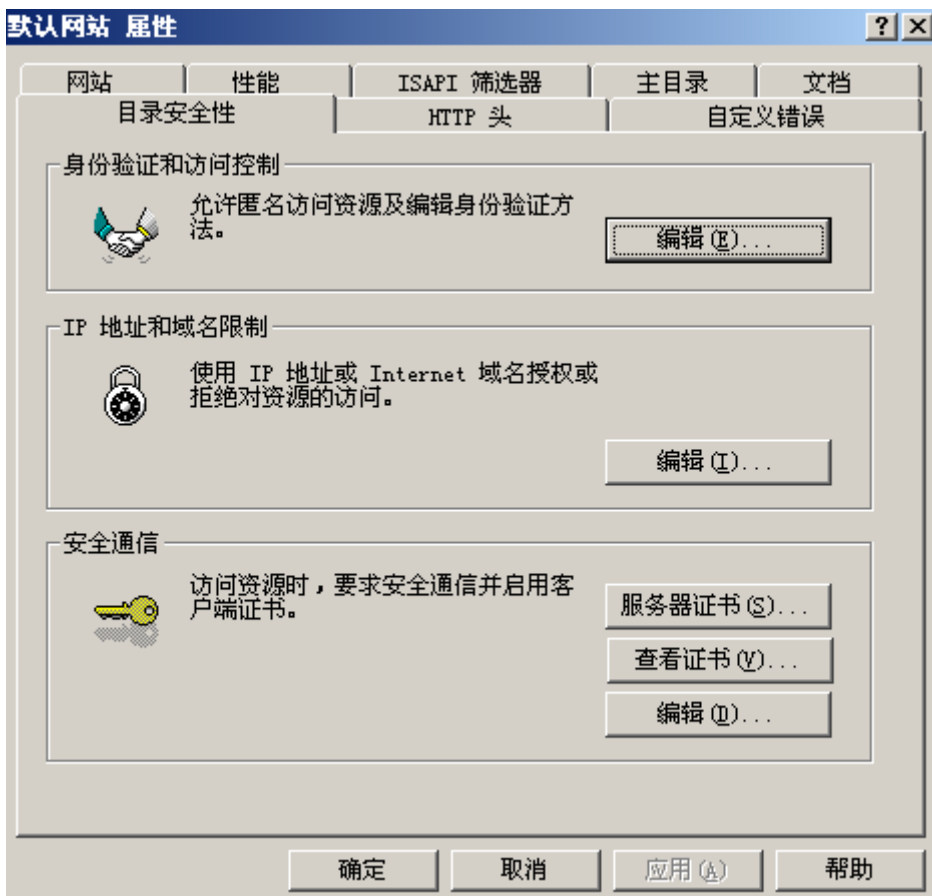 默认网站 属性
网站 性能 ISAPI 筛选器 主目录 文档
目录安全性 HTTP 头 自定义错误
身份验证和访问控制
允许匿名访问资源及编辑身份验证方
法。
编辑(E)...
IP 地址和域名限制
使用 IP 地址或 Internet 域名授权或
拒绝对资源的访问。
编辑(I)...
安全通信
访问资源时，要求安全通信并启用客
户端证书。
服务器证书(S)...
查看证书(V)...
编辑(D)...
确定 取消 应用(A) 帮助